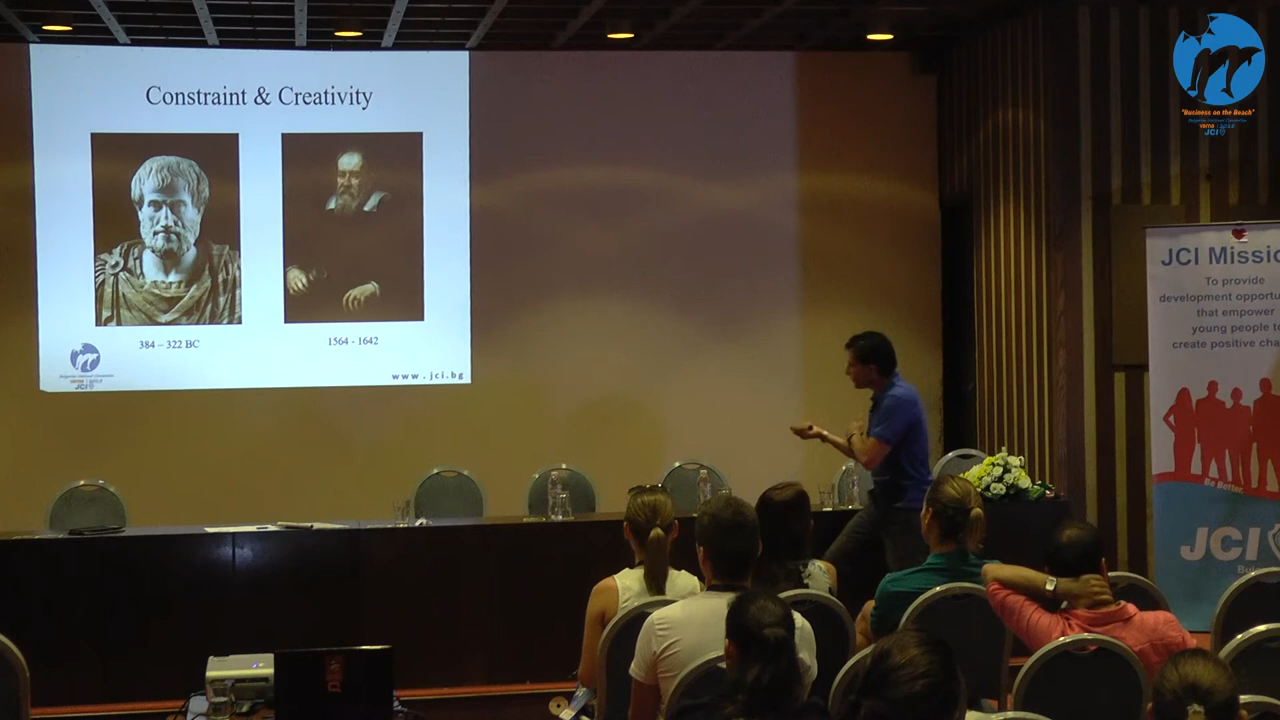 Constraint & Creativity
384 – 322 BC
1564 - 1642
JCI
www.jci.bg
"Business on the Beach"
JCI
JCI Missio
To provide
development opportu
that empower
young people to
create positive cha
Be Better,
JCI